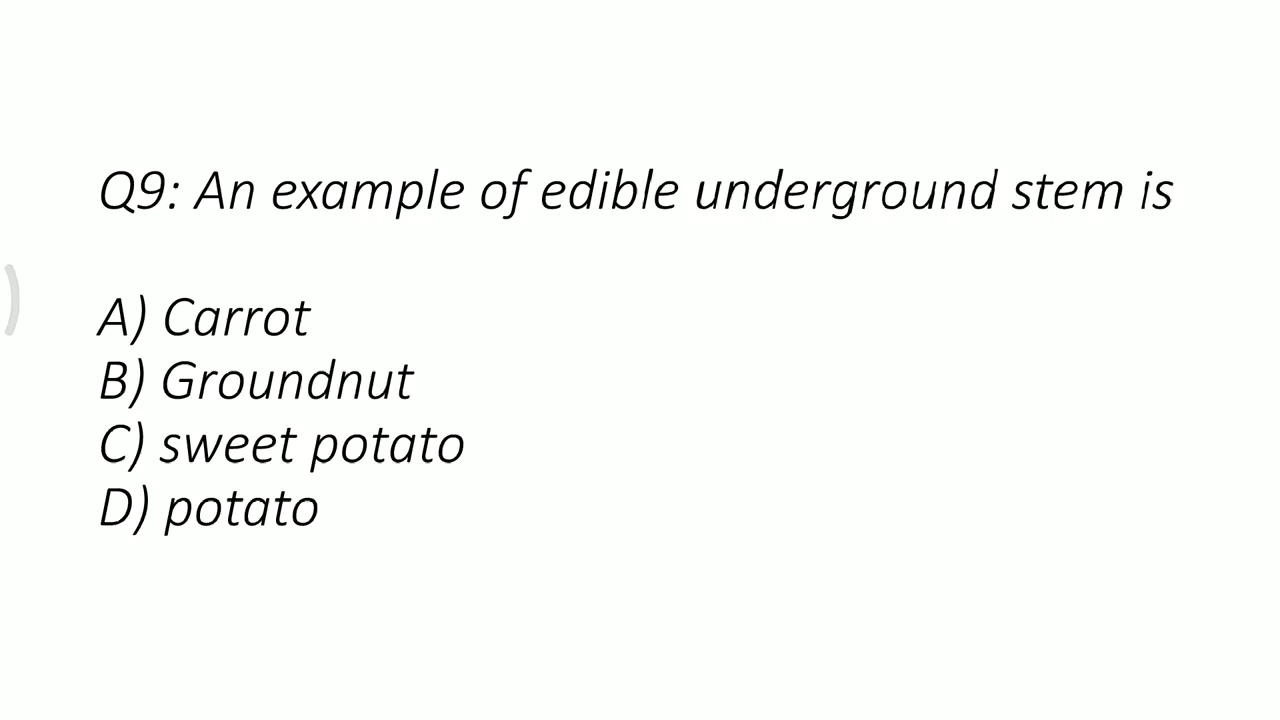 Q9: An example of edible underground stem is
A) Carrot
B) Groundnut
C) sweet potato
D) potato